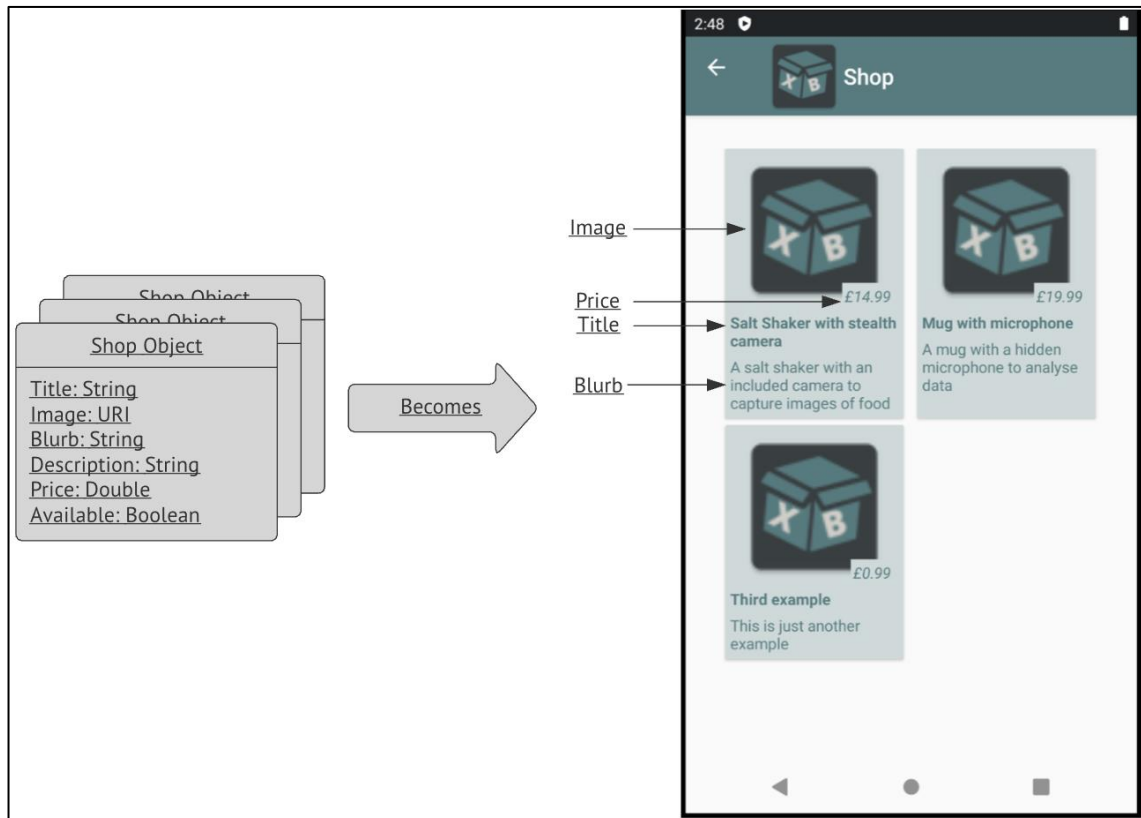 Shop Object
Shop Object
Shop Object
Title: String
Image: URI
Blurb: String
Description: String
Price: Double
Available: Boolean
Becomes
Image
Price
Title
Blurb
2:48
Shop
X B
£14.99
Salt Shaker with stealth
camera
A salt shaker with an
included camera to
capture images of food
X B
£19.99
Mug with microphone
A mug with a hidden
microphone to analyse
data
X B
£0.99
Third example
This is just another
example
X B